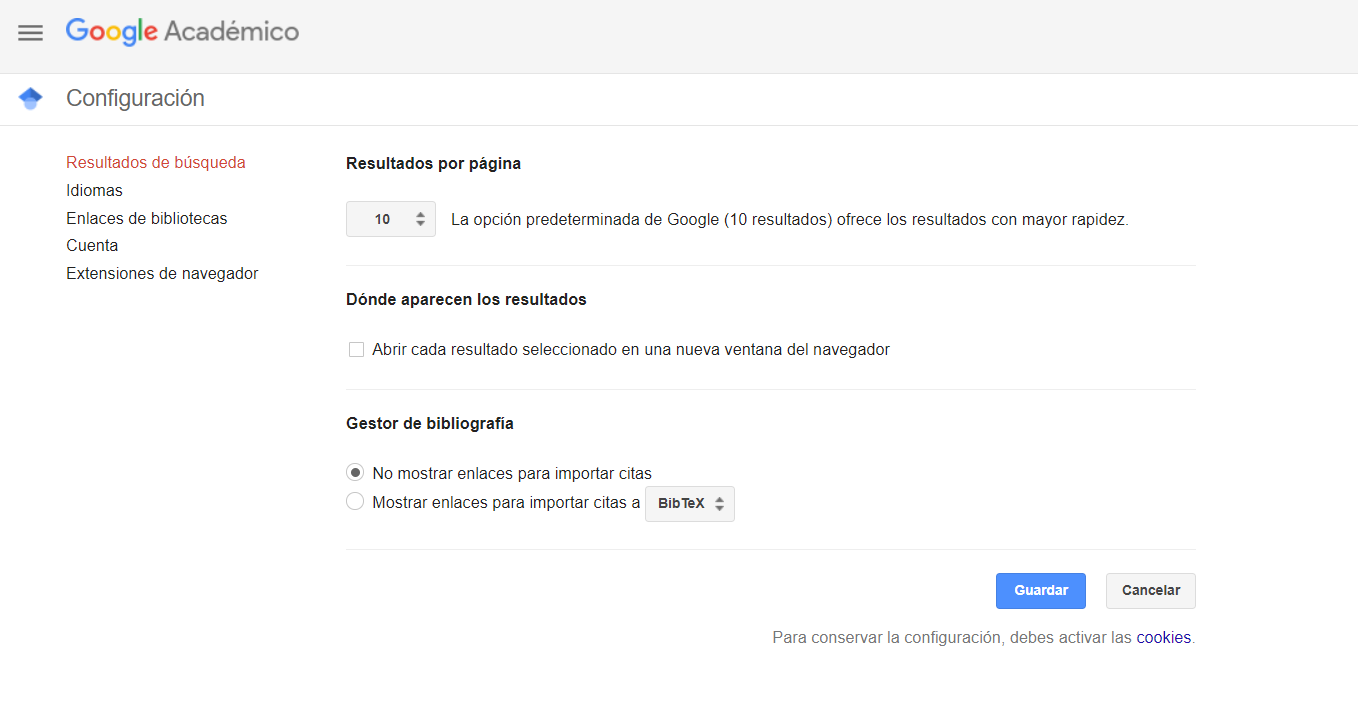 Google Académico
Configuración
Resultados de búsqueda
Idiomas
Enlaces de bibliotecas
Cuenta
Extensiones de navegador
Resultados por página
10 La opción predeterminada de Google (10 resultados) ofrece los resultados con mayor rapidez.
Dónde aparecen los resultados
Abrir cada resultado seleccionado en una nueva ventana del navegador
Gestor de bibliografía
No mostrar enlaces para importar citas
Mostrar enlaces para importar citas a BibTeX
Guardar Cancelar
Para conservar la configuración, debes activar las cookies.